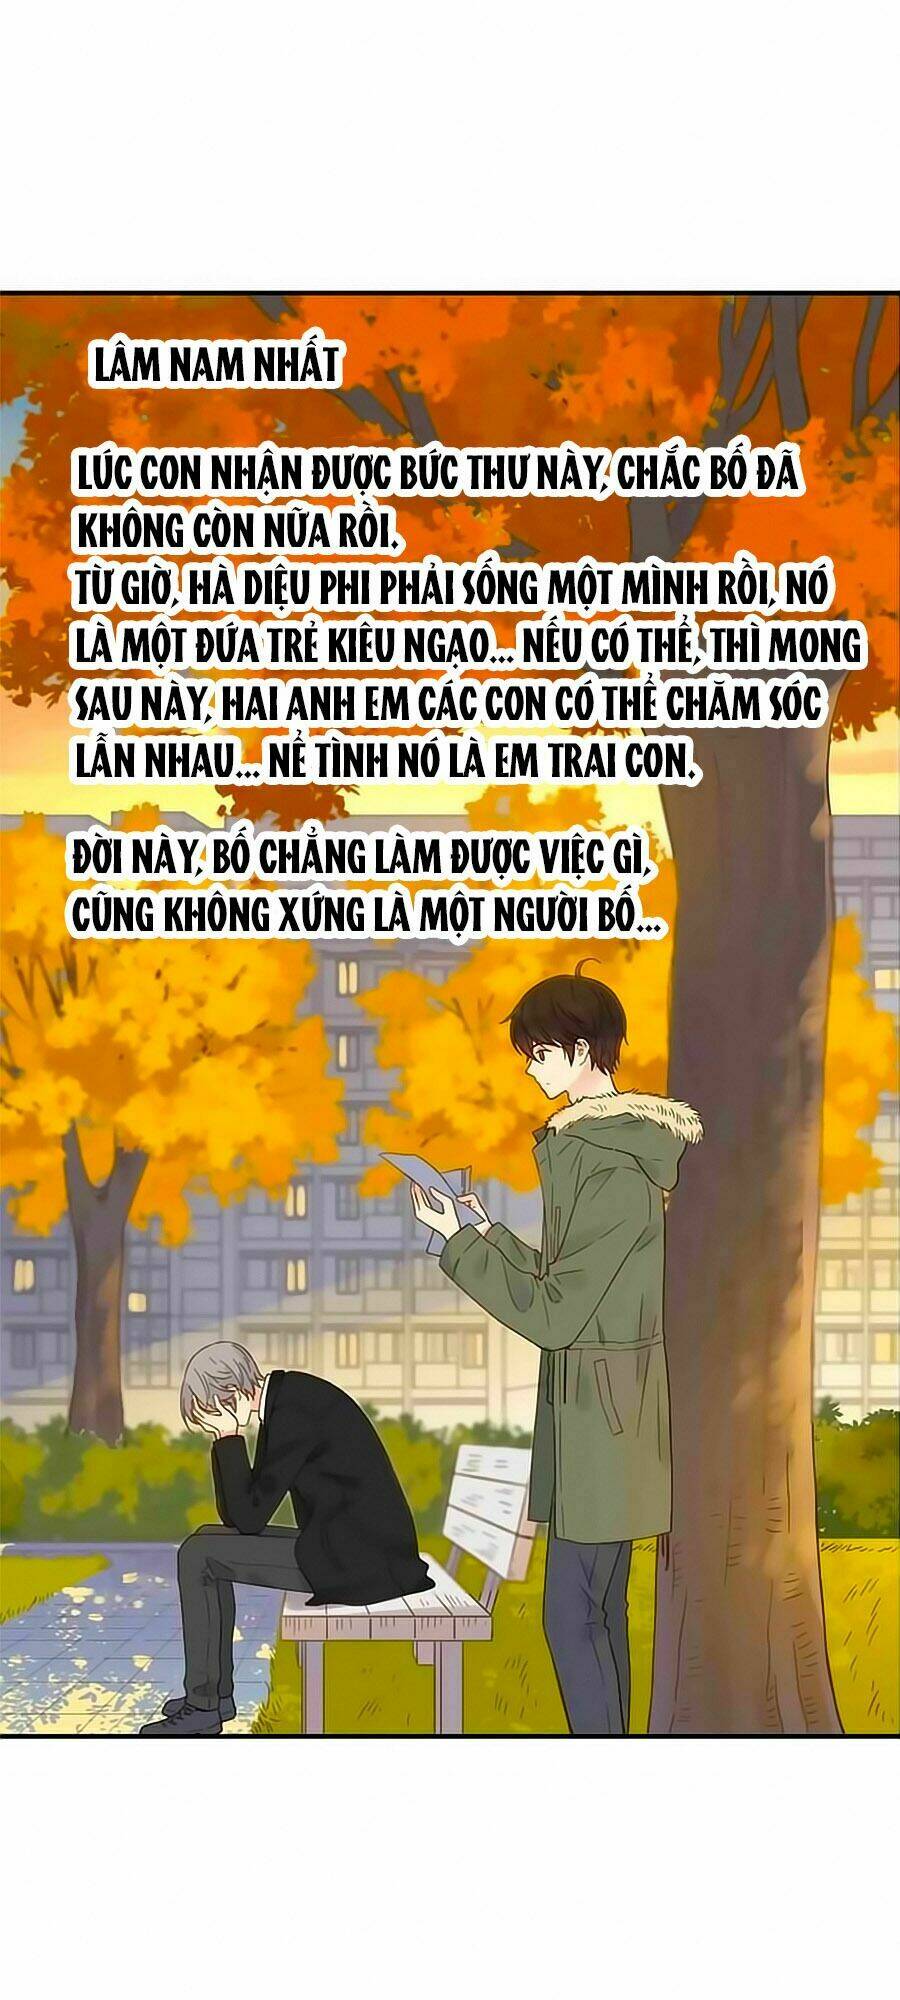 LÂM NAM NHẤT
LÚC CON NHẬN ĐƯỢC BỨC THƯ NÀY, CHẮC BỐ ĐÃ
KHÔNG CÒN NỮA RỒI.
TỪ GIỜ, HÀ DIỆU PHI PHẢI SỐNG MỘT MÌNH RỒI, NÓ
LÀ MỘT ĐỨA TRẺ KIÊU NGẠO... NẾU CÓ THỂ, THÌ MONG
SAU NÀY, HAI ANH EM CÁC CON CÓ THỂ CHĂM SÓC
LẪN NHAU... NỂ TÌNH NÓ LÀ EM TRAI CON.
ĐỜI NÀY, BỐ CHẲNG LÀM ĐƯỢC VIỆC GÌ,
CŨNG KHÔNG XỨNG LÀ MỘT NGƯỜI BỐ...